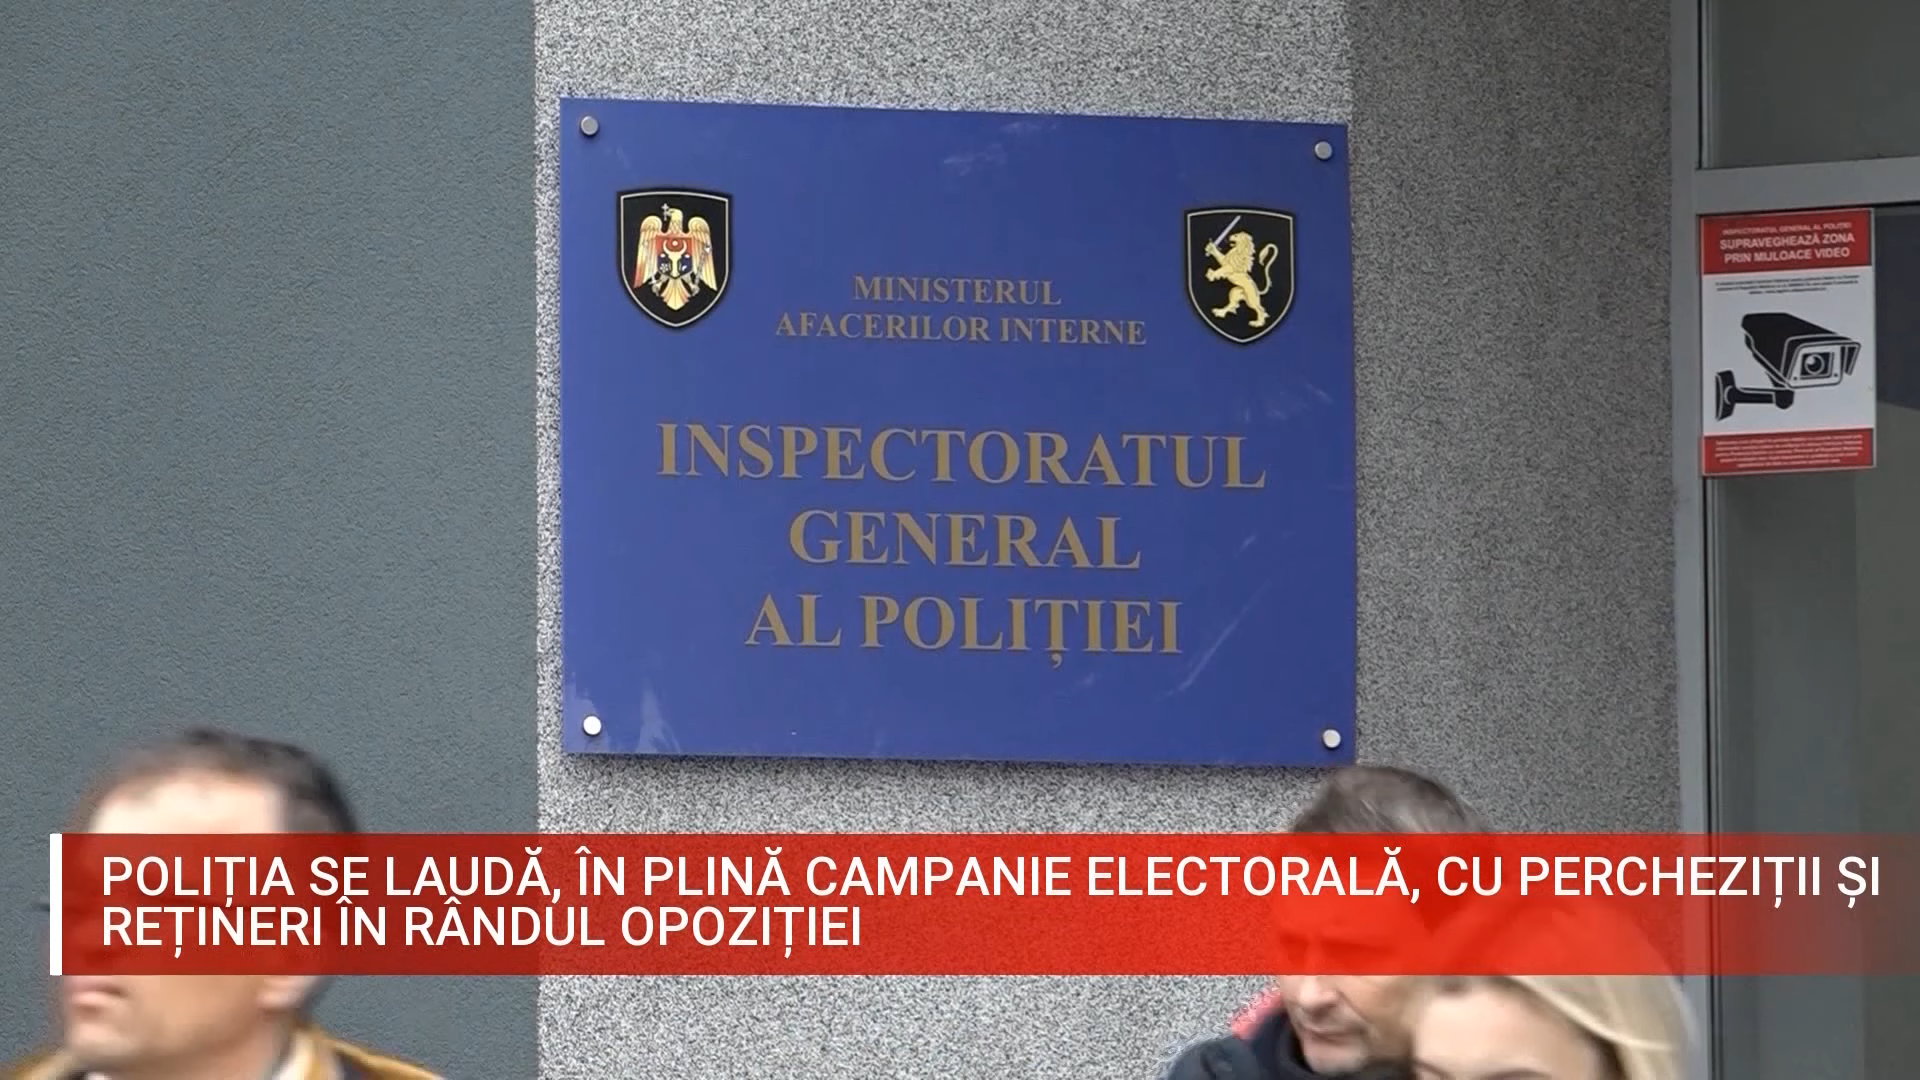 MINISTERUL
AFACERILOR INTERNE
INSPECTORATUL
GENERAL
AL POLIȚIEI
INSPECTORATUL GENERAL AL POLIȚIEI
SUPRAVEGHEAZĂ ZONA
PRIN MIJLOACE VIDEO
POLIȚIA SE LAUDĂ, ÎN PLINĂ CAMPANIE ELECTORALĂ, CU PERCHEZIȚII ȘI
REȚINERI ÎN RÂNDUL OPOZIȚIEI